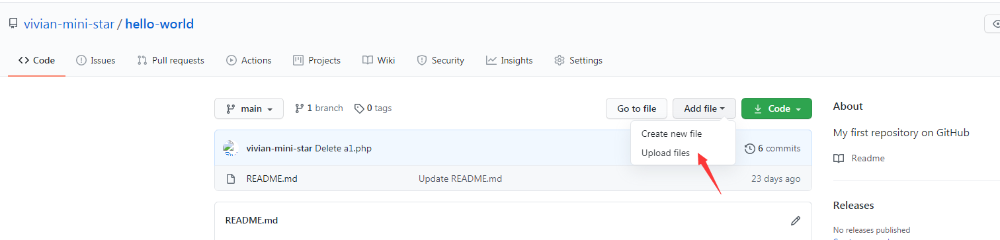 vivian-mini-star / hello-world
Code Issues Pull requests Actions Projects Wiki Security Insights Settings
main 1 branch 0 tags Go to file Add file Code
Create new file
Upload files
vivian-mini-star Delete a1.php 6 commits
README.md Update README.md 23 days ago
README.md
About
My first repository on GitHub
Readme
Releases
No releases published